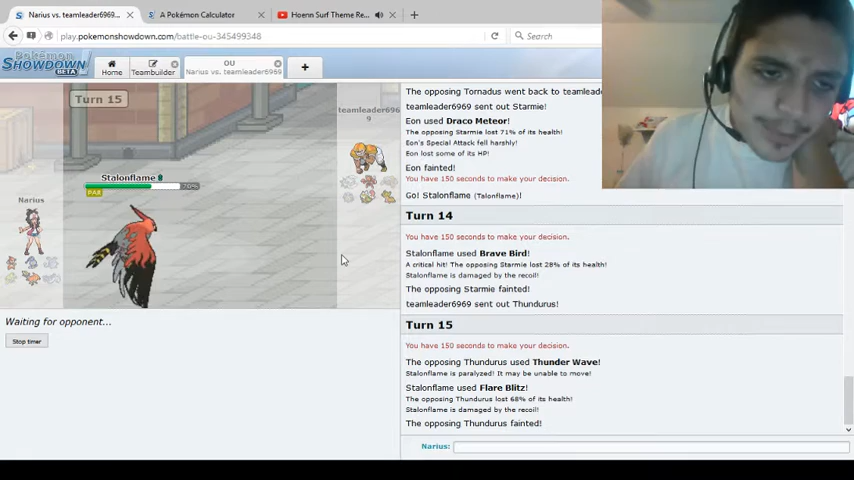 Narius vs. teamleader6969...
A Pokémon Calculator
Hoenn Surf Theme Re...
play.pokemonshowdown.com/battle-ou-345499348
Search
Pokémon
SHOWDOWN
BETA
Home
Teambuilder
OU
Narius vs. teamleader6969
Turn 15
teamleader696
9
Stalonflame
70%
PAR
Narius
Waiting for opponent...
Stop timer
The opposing Tornadus went back to teamleader
teamleader6969 sent out Starmie!
Eon used Draco Meteor!
The opposing Starmie lost 71% of its health!
Eon's Special Attack fell harshly!
Eon lost some of its HP!
Eon fainted!
You have 150 seconds to make your decision.
Go! Stalonflame (Talonflame)!
Turn 14
You have 150 seconds to make your decision.
Stalonflame used Brave Bird!
A critical hit! The opposing Starmie lost 28% of its health!
Stalonflame is damaged by the recoil!
The opposing Starmie fainted!
teamleader6969 sent out Thundurus!
Turn 15
You have 150 seconds to make your decision.
The opposing Thundurus used Thunder Wave!
Stalonflame is paralyzed! It may be unable to move!
Stalonflame used Flare Blitz!
The opposing Thundurus lost 68% of its health!
Stalonflame is damaged by the recoil!
The opposing Thundurus fainted!
Narius: